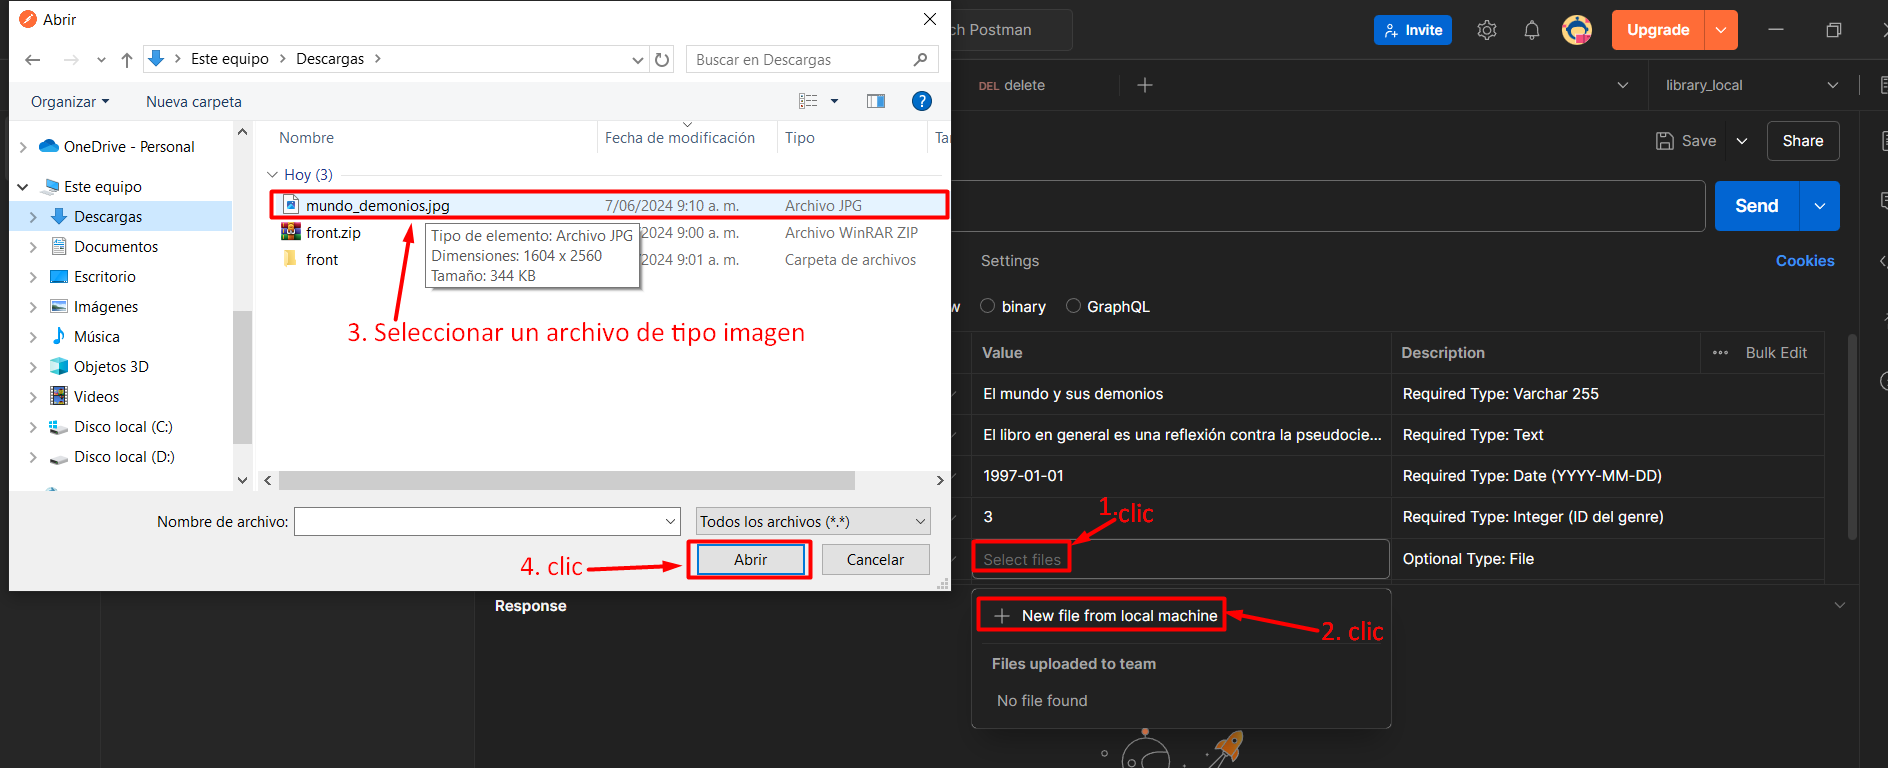 Abrir
Este equipo > Descargas >
Buscar en Descargas
Organizar
Nueva carpeta
?
Nombre
Fecha de modificación
Tipo
OneDrive - Personal
Este equipo
Descargas
Documentos
Escritorio
Imágenes
Música
Objetos 3D
Videos
Disco local (C:)
Disco local (D:)
Hoy (3)
mundo_demonios.jpg 7/06/2024 9:10 a. m. Archivo JPG
front.zip 2024 9:00 a. m. Archivo WinRAR ZIP
front 2024 9:01 a. m. Carpeta de archivos
Tipo de elemento: Archivo JPG
Dimensiones: 1604 x 2560
Tamaño: 344 KB
3. Seleccionar un archivo de tipo imagen
Nombre de archivo:
Todos los archivos (*.*)
4. clic
Abrir
Cancelar
ch Postman
Invite
Upgrade
DEL delete
library_local
Save
Share
Send
Settings
Cookies
w binary GraphQL
Value Description Bulk Edit
El mundo y sus demonios Required Type: Varchar 255
El libro en general es una reflexión contra la pseudocie... Required Type: Text
1997-01-01 Required Type: Date (YYYY-MM-DD)
3 Required Type: Integer (ID del genre)
1.clic
Select files Optional Type: File
Response
New file from local machine
2. clic
Files uploaded to team
No file found